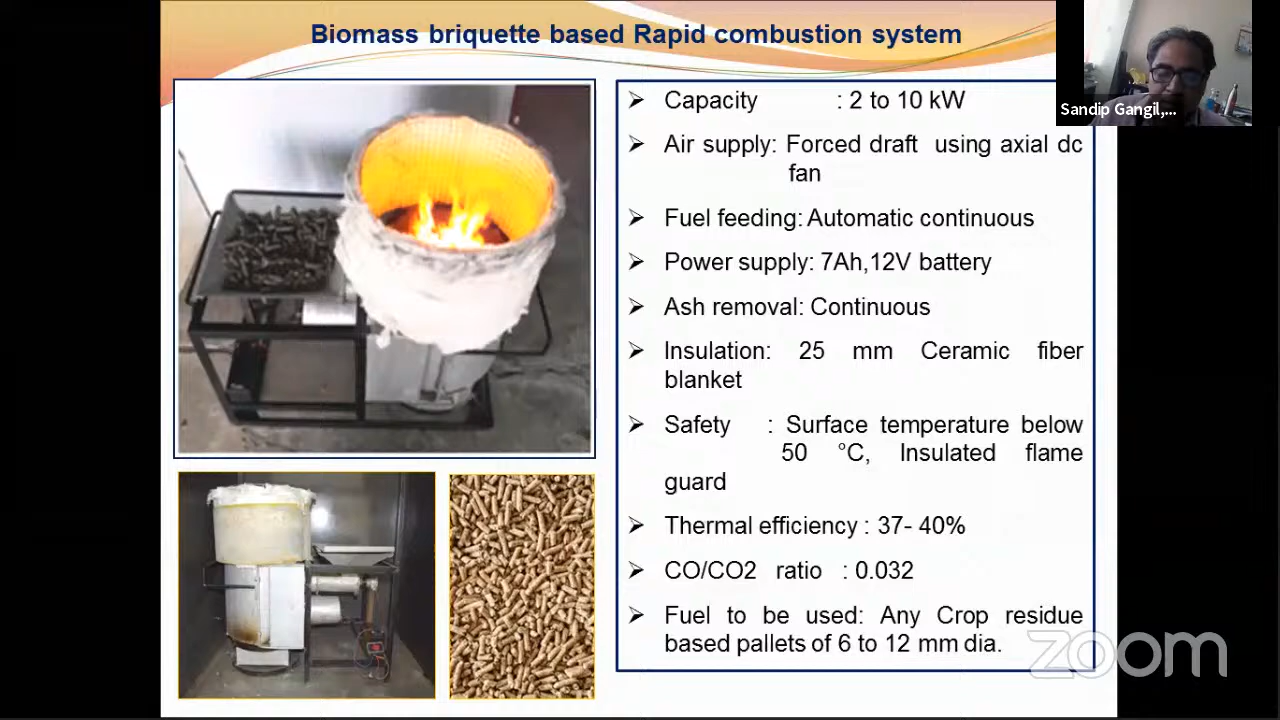 Biomass briquette based Rapid combustion system
Sandip Gangil,...
➢ Capacity : 2 to 10 kW
➢ Air supply: Forced draft using axial dc
fan
➢ Fuel feeding: Automatic continuous
➢ Power supply: 7Ah,12V battery
➢ Ash removal: Continuous
➢ Insulation: 25 mm Ceramic fiber
blanket
➢ Safety : Surface temperature below
50 °C, Insulated flame
guard
➢ Thermal efficiency : 37- 40%
➢ CO/CO2 ratio : 0.032
➢ Fuel to be used: Any Crop residue
based pallets of 6 to 12 mm dia.
zoom